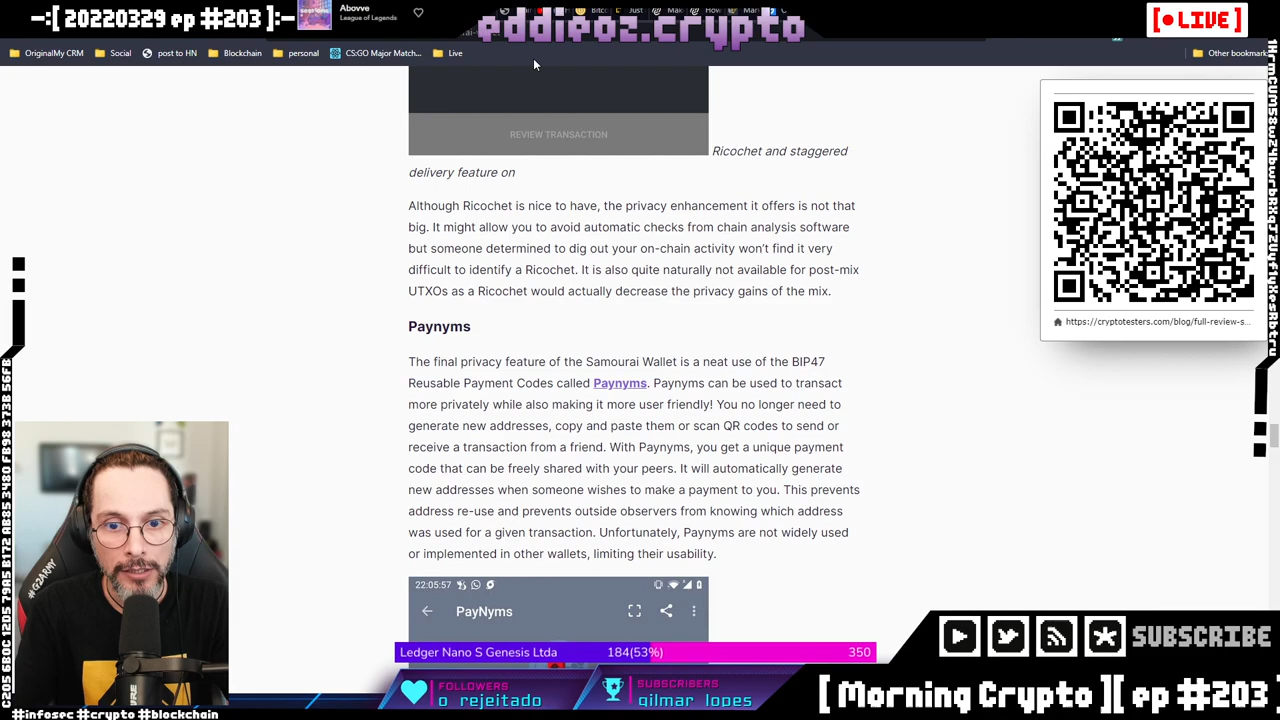 -:[ 20220329 ep #203 ]:-
Abovve
League of Legends
eddieoz.crypto
[● LIVE]
OriginalMy CRM
Social
post to HN
Blockchain
personal
CS:GO Major Match...
Live
Other bookmark
REVIEW TRANSACTION
Ricochet and staggered
delivery feature on
Although Ricochet is nice to have, the privacy enhancement it offers is not that
big. It might allow you to avoid automatic checks from chain analysis software
but someone determined to dig out your on-chain activity won’t find it very
difficult to identify a Ricochet. It is also quite naturally not available for post-mix
UTXOs as a Ricochet would actually decrease the privacy gains of the mix.
Paynyms
The final privacy feature of the Samourai Wallet is a neat use of the BIP47
Reusable Payment Codes called Paynyms. Paynyms can be used to transact
more privately while also making it more user friendly! You no longer need to
generate new addresses, copy and paste them or scan QR codes to send or
receive a transaction from a friend. With Paynyms, you get a unique payment
code that can be freely shared with your peers. It will automatically generate
new addresses when someone wishes to make a payment to you. This prevents
address re-use and prevents outside observers from knowing which address
was used for a given transaction. Unfortunately, Paynyms are not widely used
or implemented in other wallets, limiting their usability.
22:05:57
PayNyms
https://cryptotesters.com/blog/full-review-s...
#G2ARMY
Ledger Nano S Genesis Ltda
184(53%)
350
FOLLOWERS
o rejeitado
SUBSCRIBERS
gilmar lopes
SUBSCRIBE
[ Morning Crypto ][ ep #203 ]
#infosec #crypto #blockchain